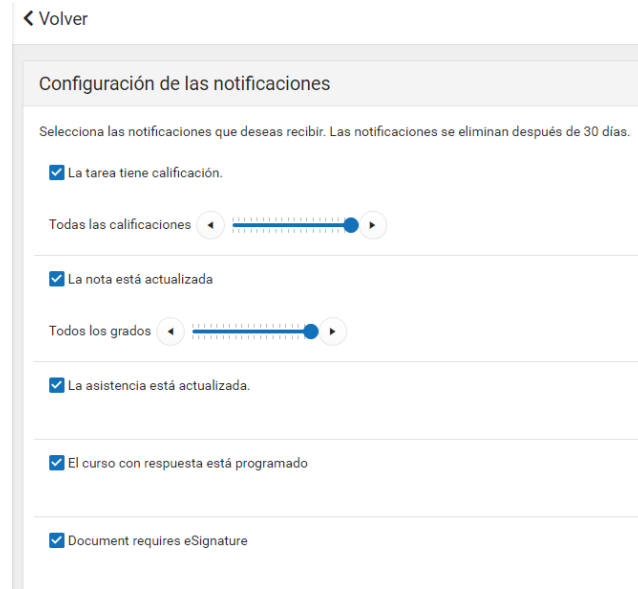 Volver
Configuración de las notificaciones
Selecciona las notificaciones que deseas recibir. Las notificaciones se eliminan después de 30 días.
La tarea tiene calificación.
Todas las calificaciones
La nota está actualizada
Todos los grados
La asistencia está actualizada.
El curso con respuesta está programado
Document requires eSignature